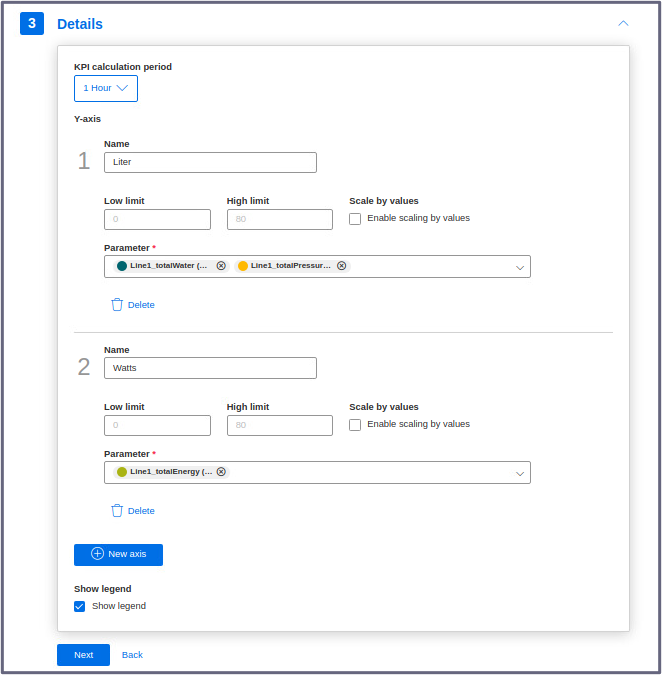 3 Details
KPI calculation period
1 Hour
Y-axis
1
Name
Liter
Low limit High limit Scale by values
0 80 Enable scaling by values
Parameter *
Line1_totalWater (... Line1_totalPressur...
Delete
2
Name
Watts
Low limit High limit Scale by values
0 80 Enable scaling by values
Parameter *
Line1_totalEnergy (...
Delete
New axis
Show legend
Show legend
Next Back